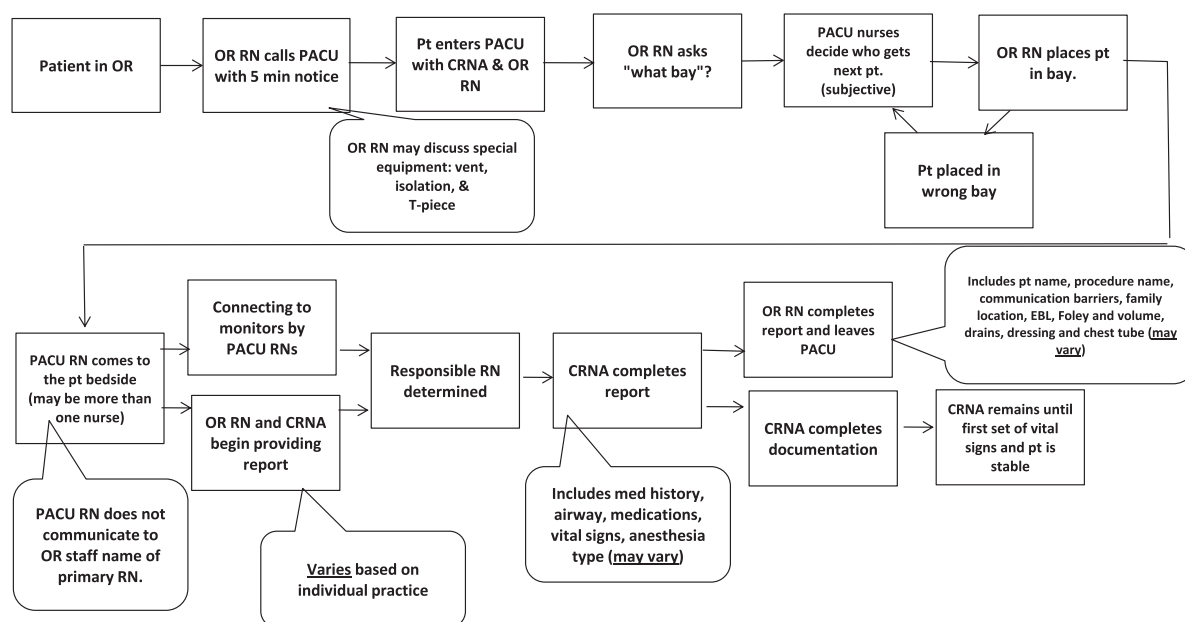 Patient in OR
OR RN calls PACU
with 5 min notice
Pt enters PACU
with CRNA & OR
RN
OR RN asks
"what bay"?
PACU nurses
decide who gets
next pt.
(subjective)
OR RN places pt
in bay.
OR RN may discuss special
equipment: vent,
isolation, &
T-piece
Pt placed in
wrong bay
PACU RN comes to
the pt bedside
(may be more than
one nurse)
Connecting to
monitors by
PACU RNs
OR RN and CRNA
begin providing
report
Responsible RN
determined
CRNA completes
report
OR RN completes
report and leaves
PACU
Includes pt name, procedure name,
communication barriers, family
location, EBL, Foley and volume,
drains, dressing and chest tube (may
vary)
CRNA completes
documentation
CRNA remains until
first set of vital
signs and pt is
stable
PACU RN does not
communicate to
OR staff name of
primary RN.
Varies based on
individual practice
Includes med history,
airway, medications,
vital signs, anesthesia
type (may vary)